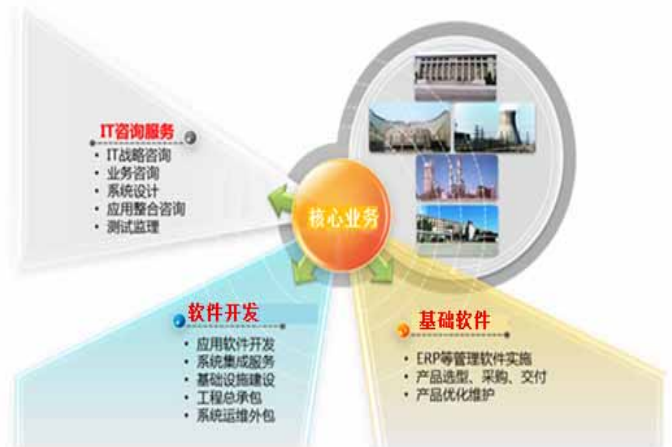 IT咨询服务
• IT战略咨询
• 业务咨询
• 系统设计
• 应用整合咨询
• 测试监理
核心业务
软件开发
• 应用软件开发
• 系统集成服务
• 基础设施建设
• 工程总承包
• 系统运维外包
基础软件
• ERP等管理软件实施
• 产品选型、采购、交付
• 产品优化维护